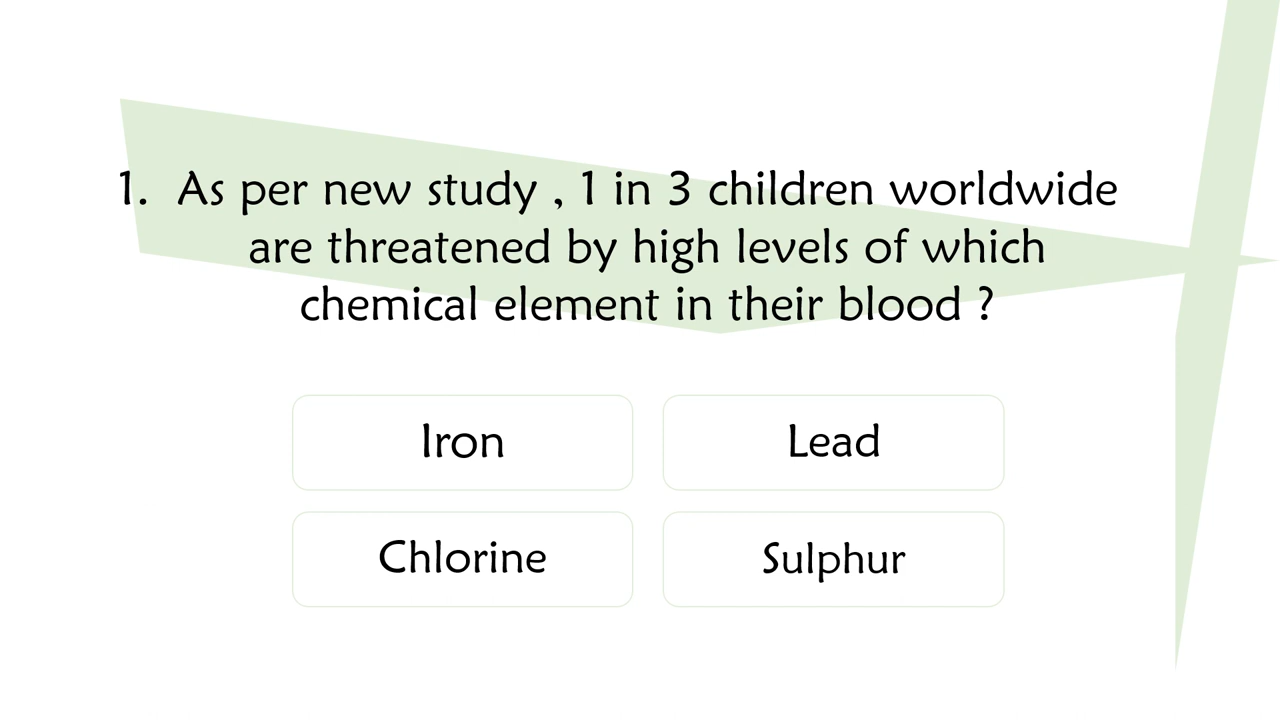 1. As per new study , 1 in 3 children worldwide
are threatened by high levels of which
chemical element in their blood ?
Iron
Lead
Chlorine
Sulphur